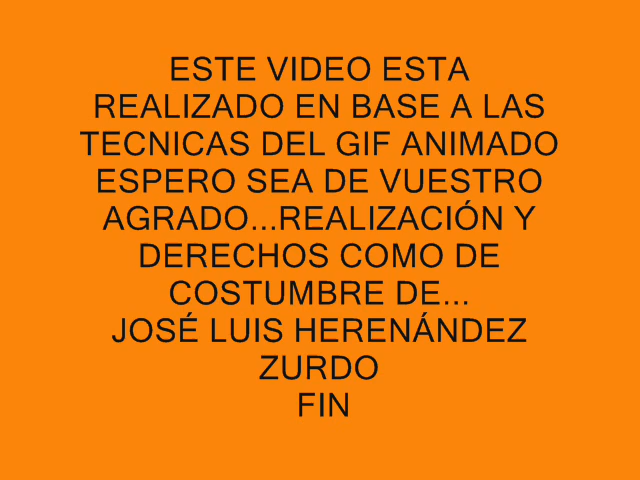 ESTE VIDEO ESTA
REALIZADO EN BASE A LAS
TECNICAS DEL GIF ANIMADO
ESPERO SEA DE VUESTRO
AGRADO...REALIZACIÓN Y
DERECHOS COMO DE
COSTUMBRE DE...
JOSÉ LUIS HERENÁNDEZ
ZURDO
FIN